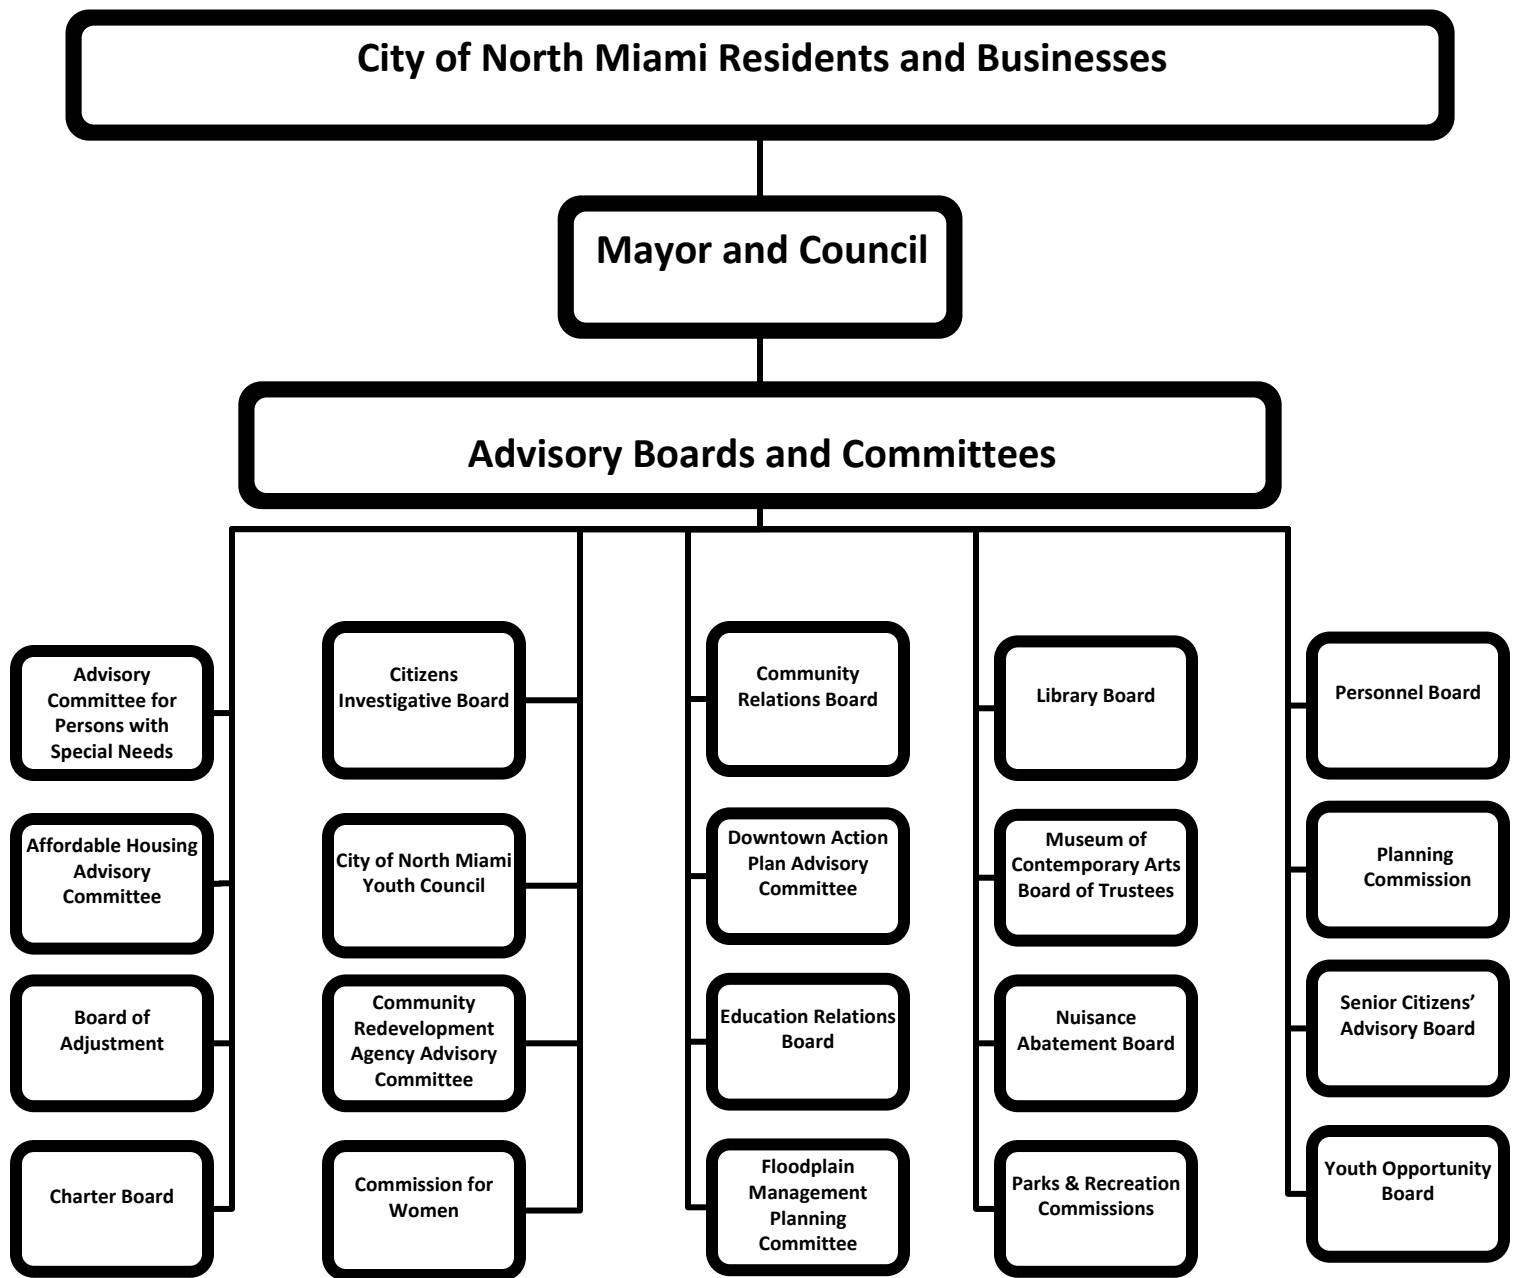 City of North Miami Residents and Businesses
Mayor and Council
Advisory Boards and Committees
Advisory
Committee for
Persons with
Special Needs
Affordable Housing
Advisory
Committee
Board of
Adjustment
Charter Board
Citizens
Investigative Board
City of North Miami
Youth Council
Community
Redevelopment
Agency Advisory
Committee
Commission for
Women
Community
Relations Board
Downtown Action
Plan Advisory
Committee
Education Relations
Board
Floodplain
Management
Planning
Committee
Library Board
Museum of
Contemporary Arts
Board of Trustees
Nuisance
Abatement Board
Parks & Recreation
Commissions
Personnel Board
Planning
Commission
Senior Citizens’
Advisory Board
Youth Opportunity
Board